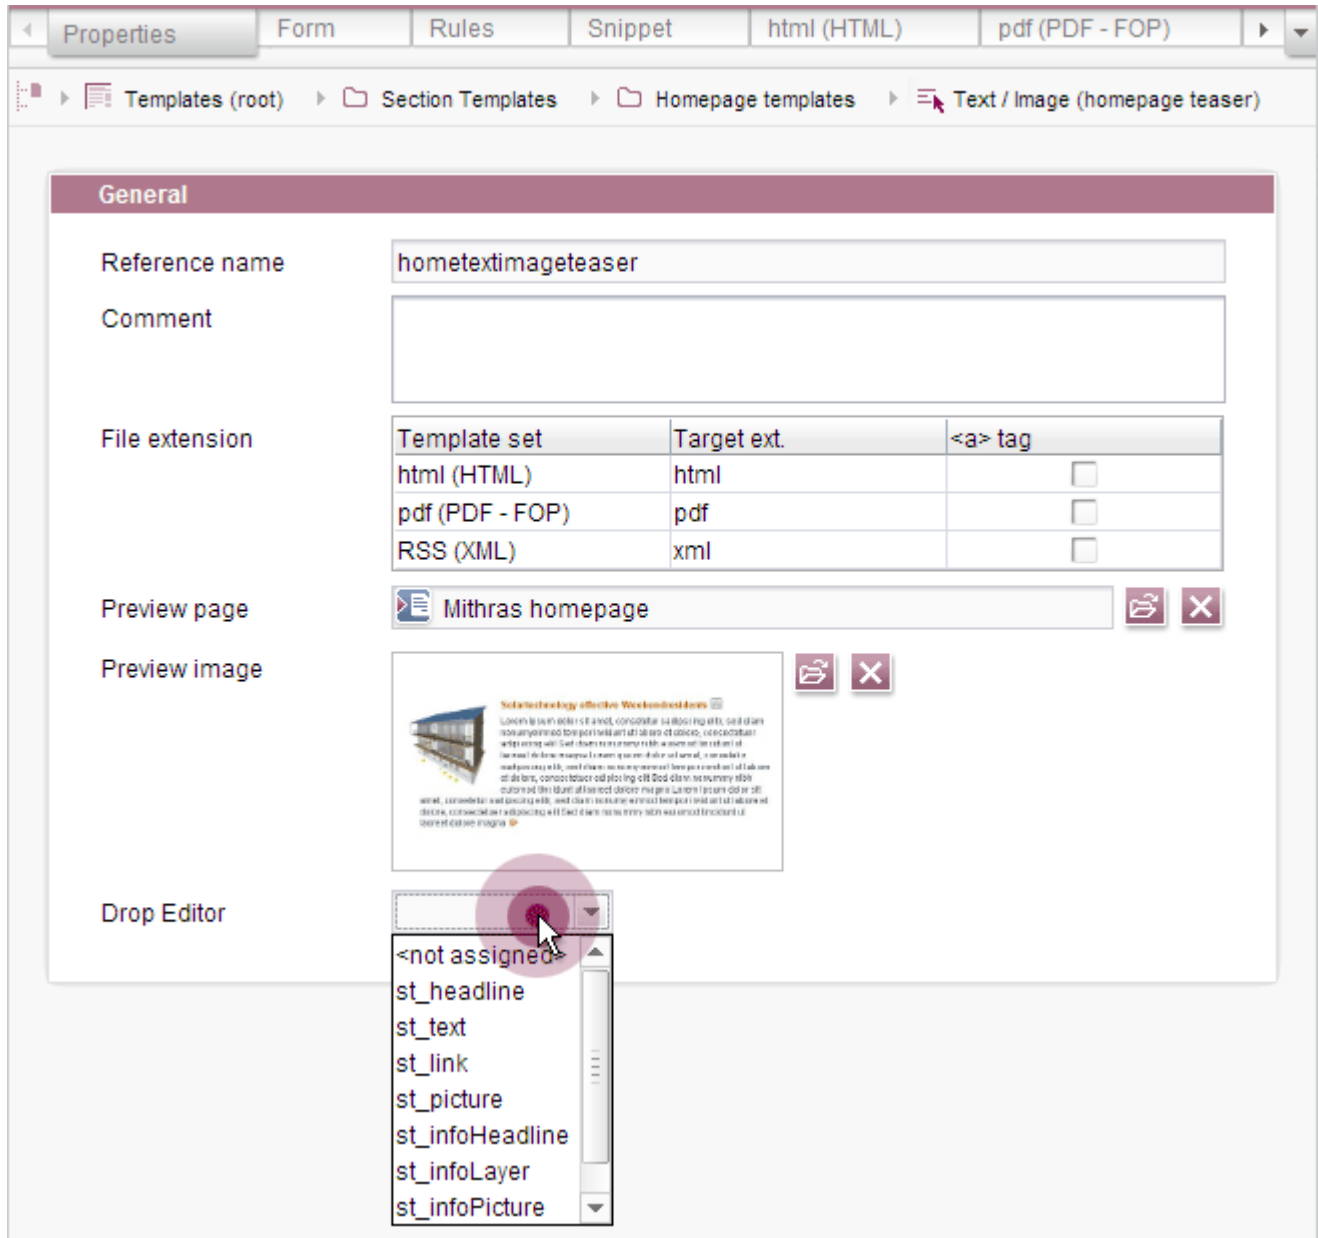 Properties Form Rules Snippet html (HTML) pdf (PDF - FOP)
Templates (root) Section Templates Homepage templates Text / Image (homepage teaser)
General
Reference name hometextimageteaser
Comment
File extension Template set Target ext. <a> tag
html (HTML) html
pdf (PDF - FOP) pdf
RSS (XML) xml
Preview page Mithras homepage
Preview image
Solartechnology effective Weekendresidents
Drop Editor
<not assigned>
st_headline
st_text
st_link
st_picture
st_infoHeadline
st_infoLayer
st_infoPicture